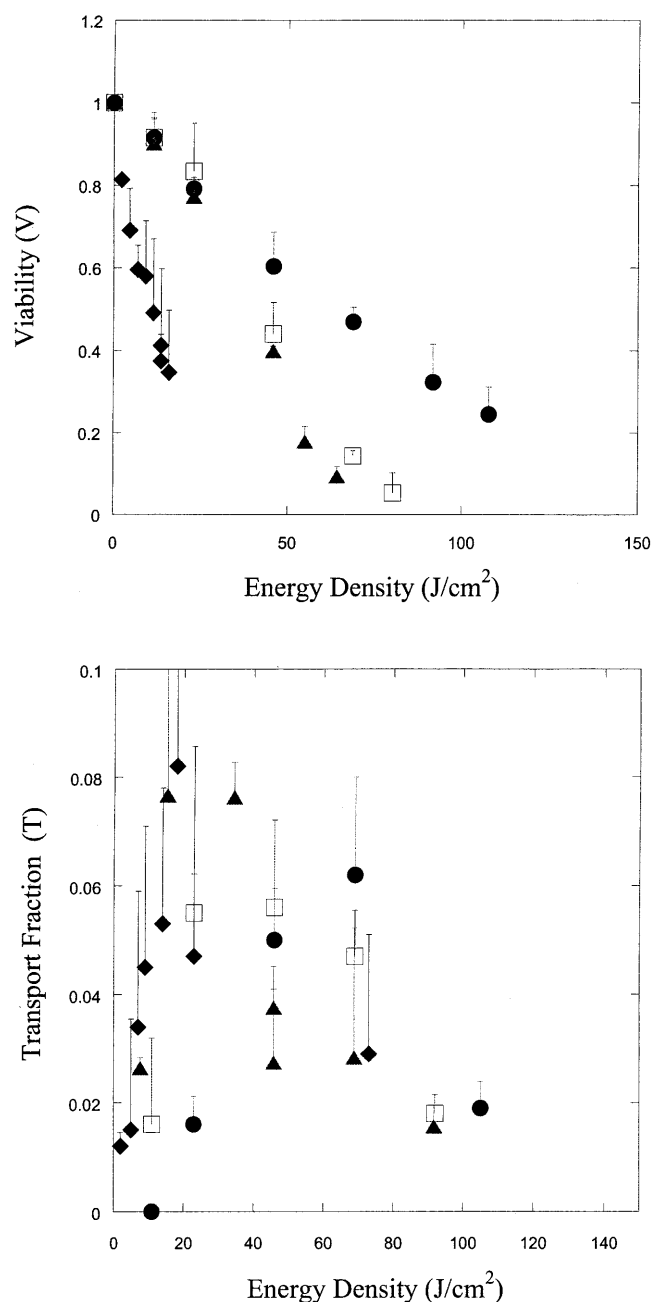 1.2
1
0.8
0.6
0.4
0.2
0
Viability (V)
0 50 100 150
Energy Density (J/cm²)
0.1
0.08
0.06
0.04
0.02
0
Transport Fraction (T)
0 20 40 60 80 100 120 140
Energy Density (J/cm²)